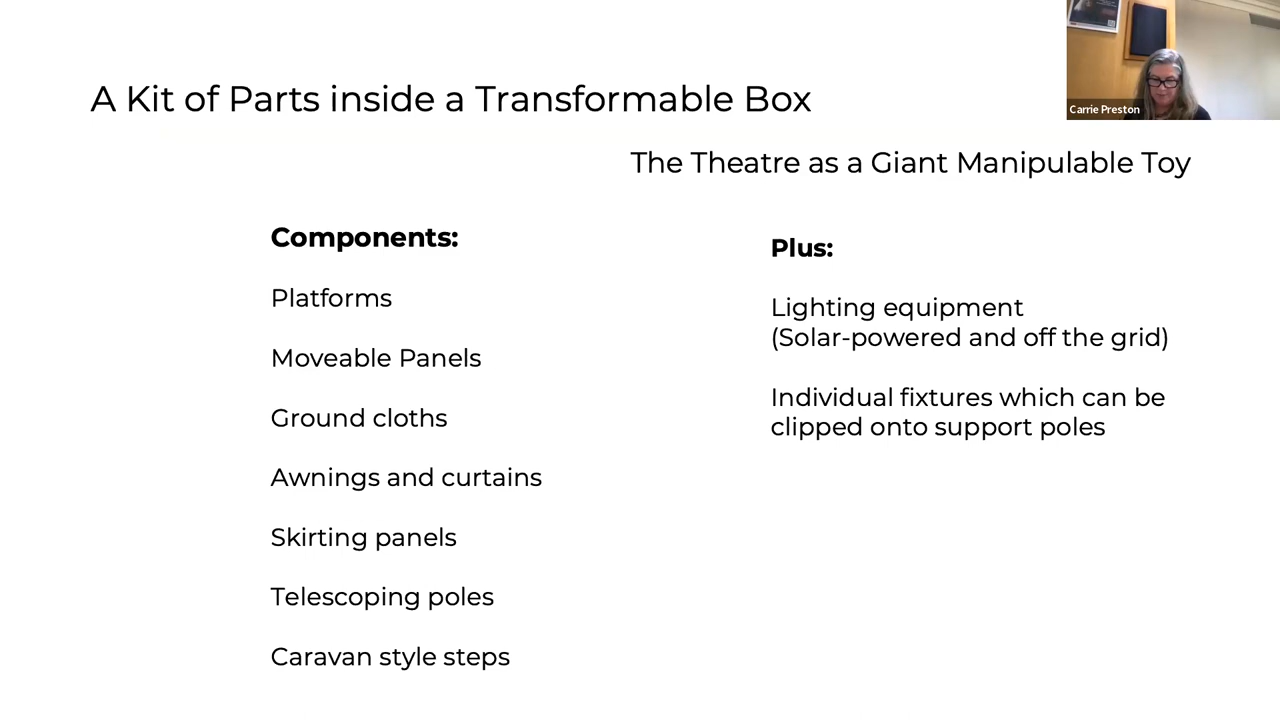 A Kit of Parts inside a Transformable Box
Carrie Preston
The Theatre as a Giant Manipulable Toy
Components:
Platforms
Moveable Panels
Ground cloths
Awnings and curtains
Skirting panels
Telescoping poles
Caravan style steps
Plus:
Lighting equipment
(Solar-powered and off the grid)
Individual fixtures which can be
clipped onto support poles